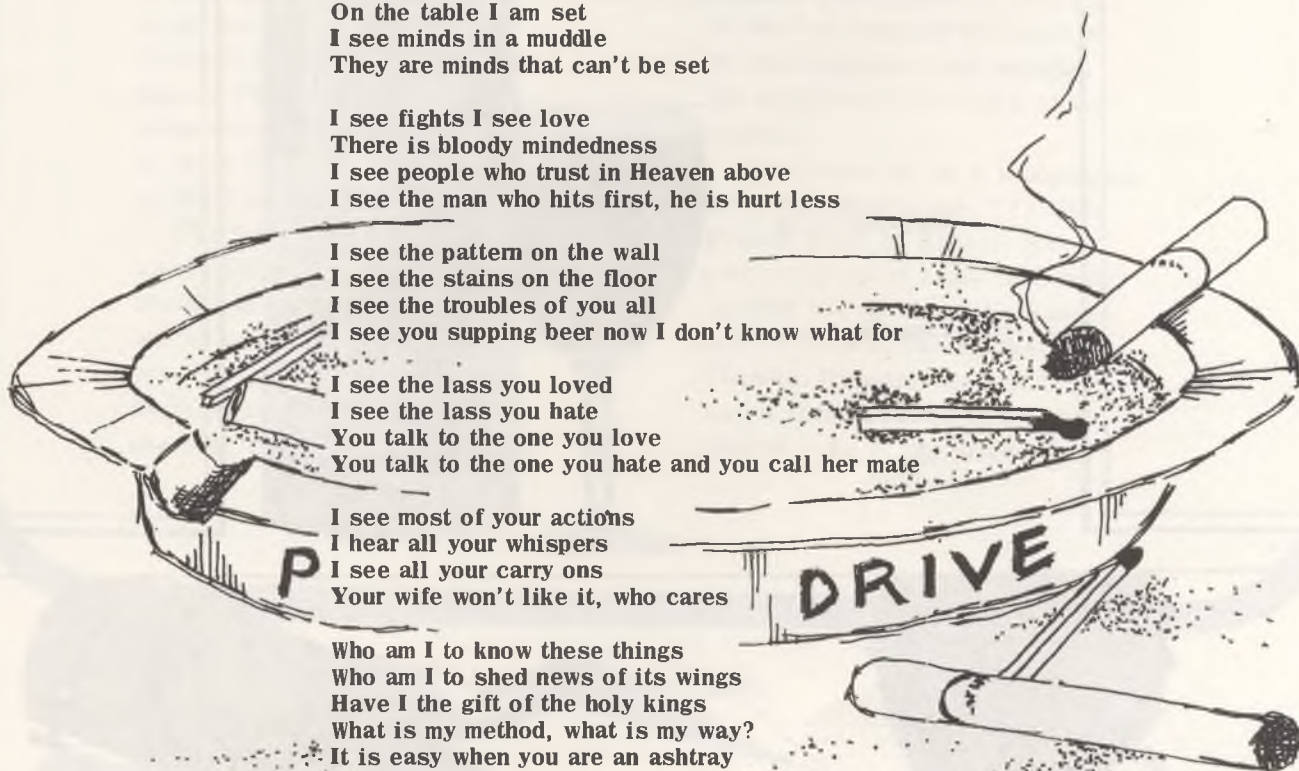 On the table I am set
I see minds in a muddle
They are minds that can't be set
I see fights I see love
There is bloody mindedness
I see people who trust in Heaven above
I see the man who hits first, he is hurt less
I see the pattern on the wall
I see the stains on the floor
I see the troubles of you all
I see you supping beer now I don't know what for
I see the lass you loved
I see the lass you hate
You talk to the one you love
You talk to the one you hate and you call her mate
I see most of your actions
I hear all your whispers
I see all your carry ons
Your wife won't like it, who cares
P DRIVE
Who am I to know these things
Who am I to shed news of its wings
Have I the gift of the holy kings
What is my method, what is my way?
It is easy when you are an ashtray